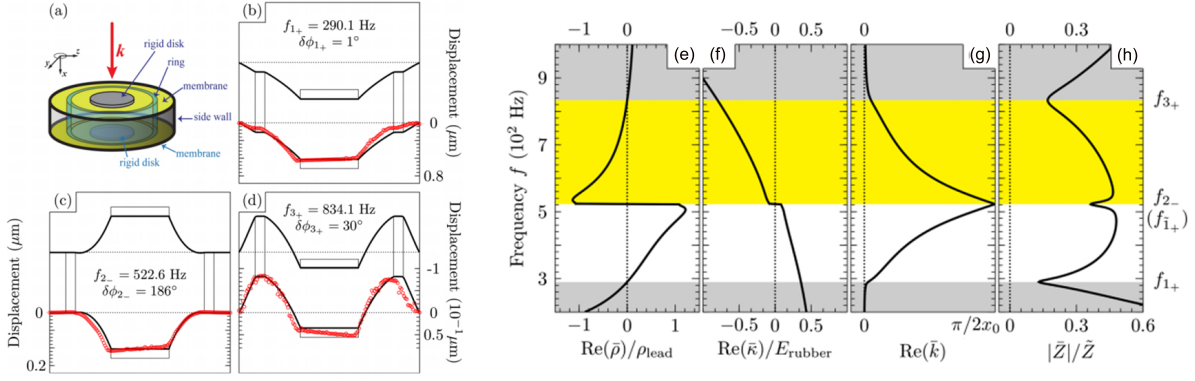 (a)
k
rigid disk
ring
membrane
side wall
membrane
rigid disk
z
y
x
(b)
f₁₊ = 290.1 Hz
δϕ₁₊ = 1°
0
0.8
Displacement (μm)
(c)
f₂₋ = 522.6 Hz
δϕ₂₋ = 186°
0
0.2
Displacement (μm)
(d)
f₃₊ = 834.1 Hz
δϕ₃₊ = 30°
-1
0
0.5
Displacement (10⁻¹ μm)
−1 0 1
(e)
Frequency f (10² Hz)
9
7
5
3
−1 0 1
Re(ρ̄)/ρlead
−0.5 0 0.5
(f)
−0.5 0 0.5
Re(κ̄)/Erubber
0
(g)
0 π/2x₀
Re(k̄)
0 0.3
(h)
0 0.3 0.6
|Z̄|/Z̃
f₃₊
f₂₋
(f1̃₊)
f₁₊